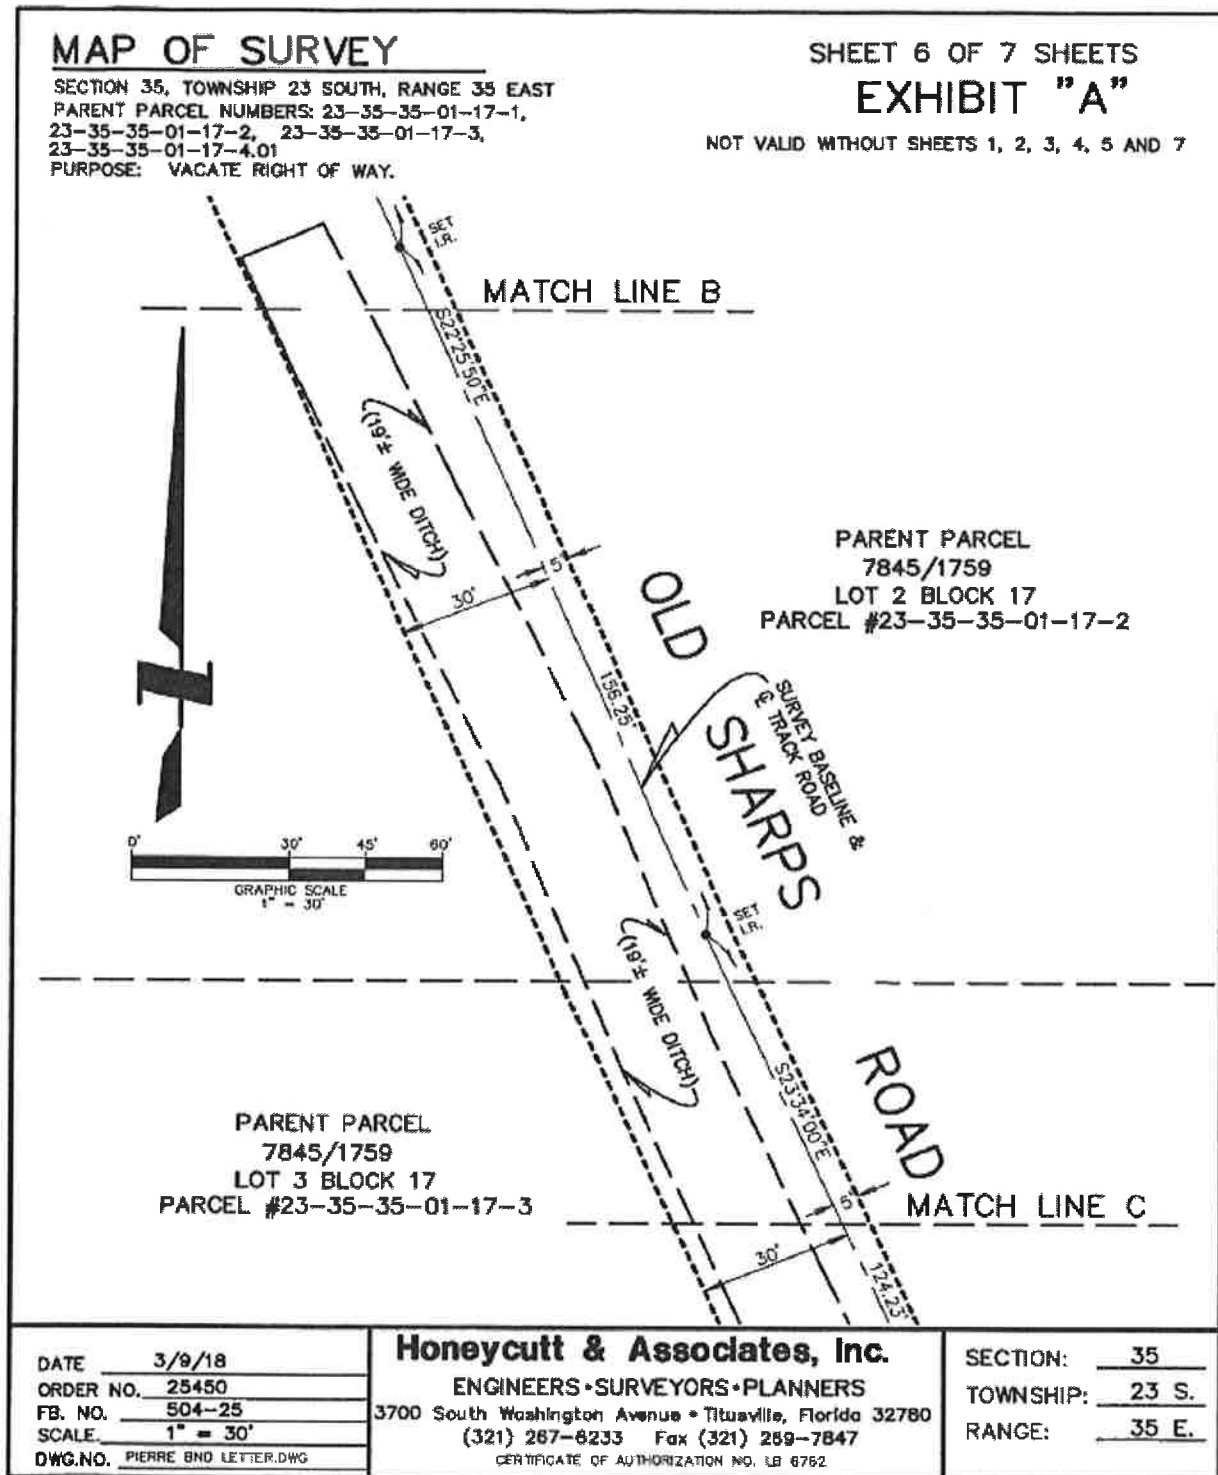 MAP OF SURVEY
SECTION 35, TOWNSHIP 23 SOUTH, RANGE 35 EAST
PARENT PARCEL NUMBERS: 23-35-35-01-17-1,
23-35-35-01-17-2, 23-35-35-01-17-3,
23-35-35-01-17-4.01
PURPOSE: VACATE RIGHT OF WAY.
SHEET 6 OF 7 SHEETS
EXHIBIT "A"
NOT VALID WITHOUT SHEETS 1, 2, 3, 4, 5 AND 7
SET
I.R.
MATCH LINE B
S22°25'50"E
(19'± WIDE DITCH)
5'
30'
PARENT PARCEL
7845/1759
LOT 2 BLOCK 17
PARCEL #23-35-35-01-17-2
OLD
SHARPS
ROAD
156.25'
SURVEY BASELINE &
℄ TRACK ROAD
0' 30' 45' 60'
GRAPHIC SCALE
1" = 30'
SET
I.R.
(19'± WIDE DITCH)
S23°34'00"E
PARENT PARCEL
7845/1759
LOT 3 BLOCK 17
PARCEL #23-35-35-01-17-3
5'
MATCH LINE C
30'
124.23'
DATE 3/9/18
ORDER NO. 25450
FB. NO. 504-25
SCALE 1" = 30'
DWG.NO. PIERRE BND LETTER.DWG
Honeycutt & Associates, Inc.
ENGINEERS•SURVEYORS•PLANNERS
3700 South Washington Avenue • Titusville, Florida 32780
(321) 267-6233 Fax (321) 269-7847
CERTIFICATE OF AUTHORIZATION NO. LB 6762
SECTION: 35
TOWNSHIP: 23 S.
RANGE: 35 E.